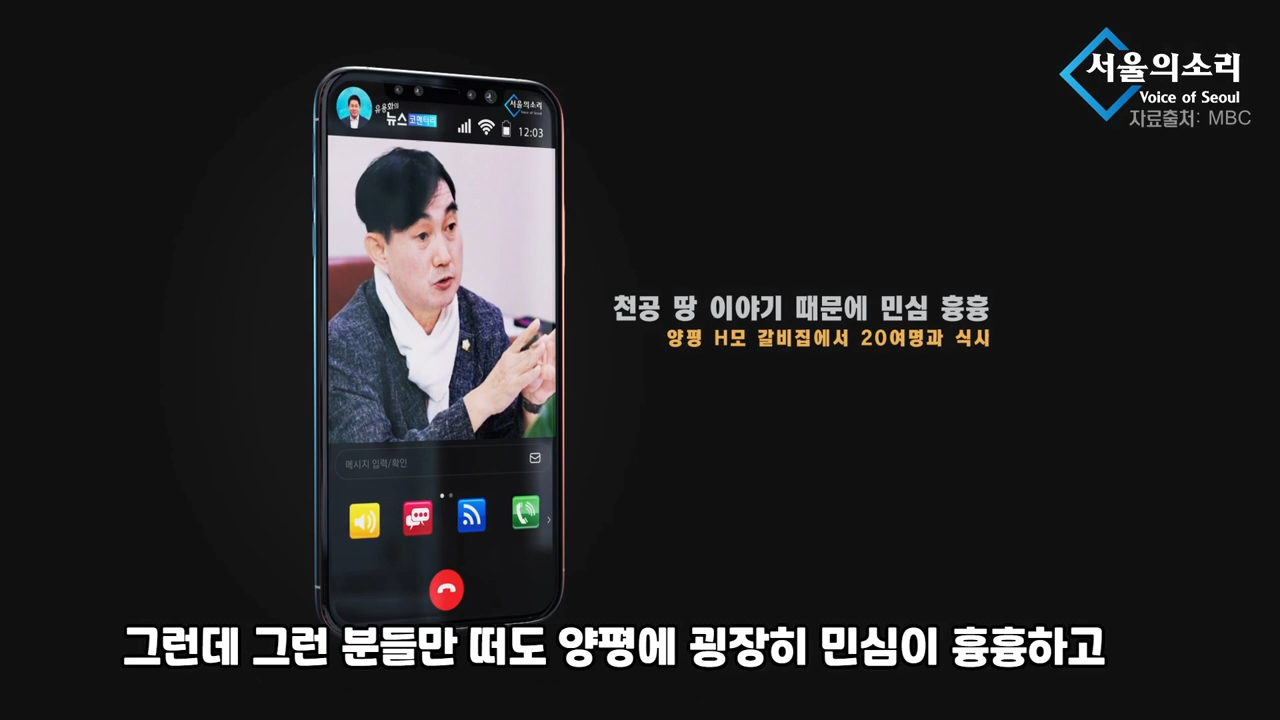 서울의소리
Voice of Seoul
자료출처: MBC
유용화의
뉴스 코멘터리
서울의소리
Voice of Seoul
12:03
천공 땅 이야기 때문에 민심 흉흉
양평 H모 갈비집에서 20여명과 식시
메시지 입력/확인
그런데 그런 분들만 떠도 양평에 굉장히 민심이 흉흉하고